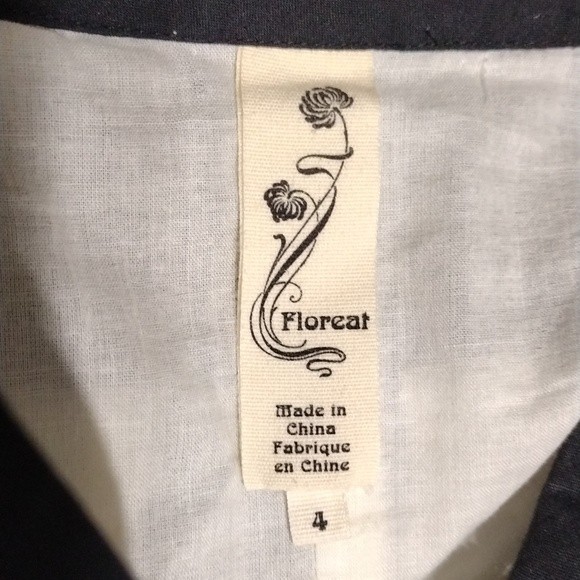 Floreat
Made in
China
Fabrique
en Chine
4